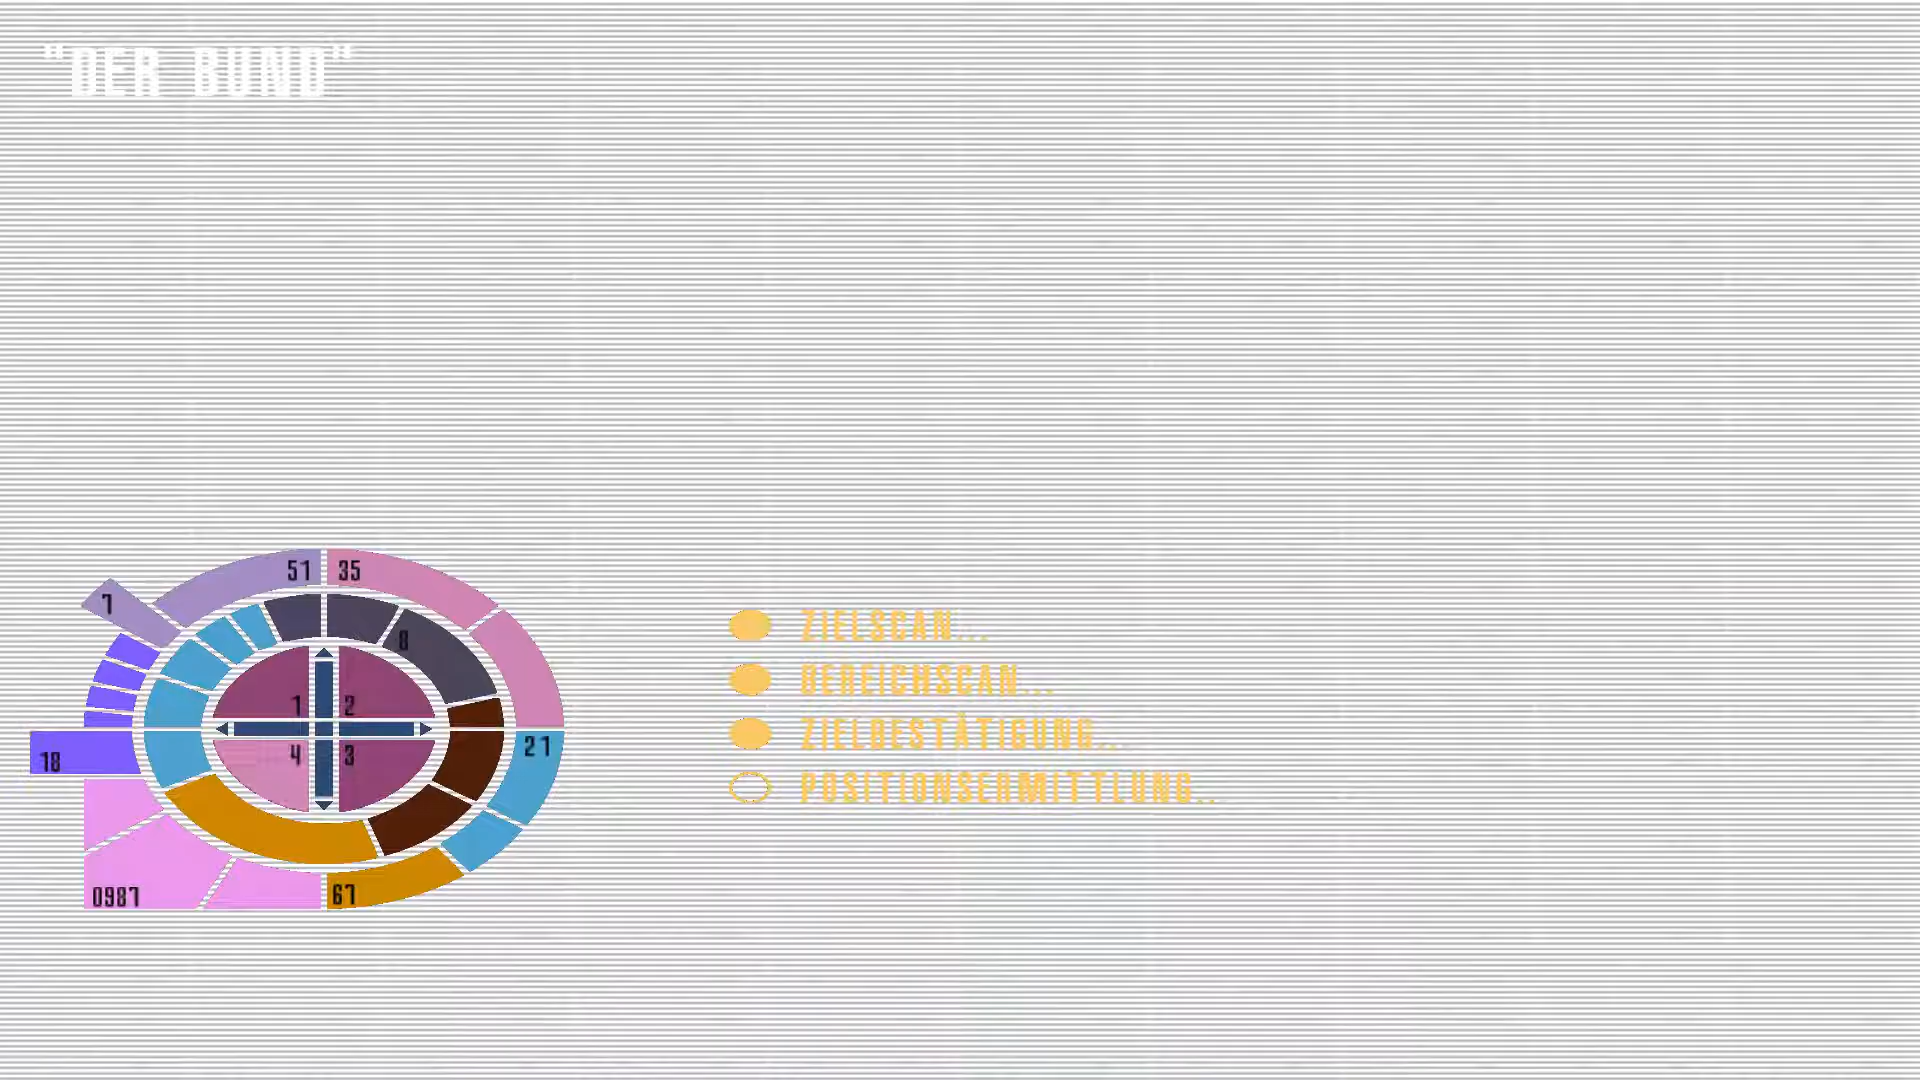 "DER BUND"
51 35
7
8
ZIELSCAN...
BEREICHSCAN...
1 2
ZIELBESTÄTIGUNG...
21
4 3
18
POSITIONSERMITTLUNG...
0987
67